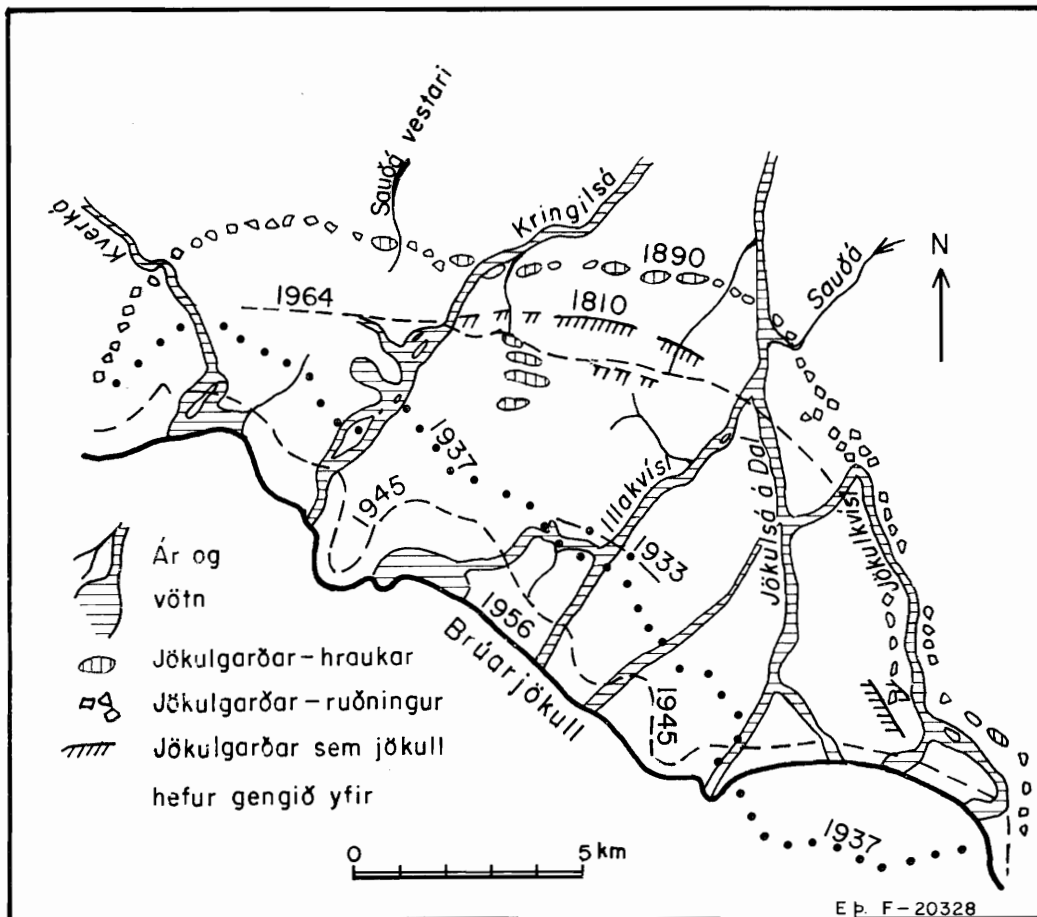 Sauðá vestari
Kverká
Kringilsá
1890
N
Sauðá
1964
1810
1937
1945
Illakvísl
1933
Jökulsá á Dal
Jökulkvísl
1956
Brúarjökull
1945
1937
Ár og
vötn
Jökulgarðar – hraukar
Jökulgarðar – ruðningur
Jökulgarðar sem jökull
hefur gengið yfir
0 5 km
E Þ. F – 20328